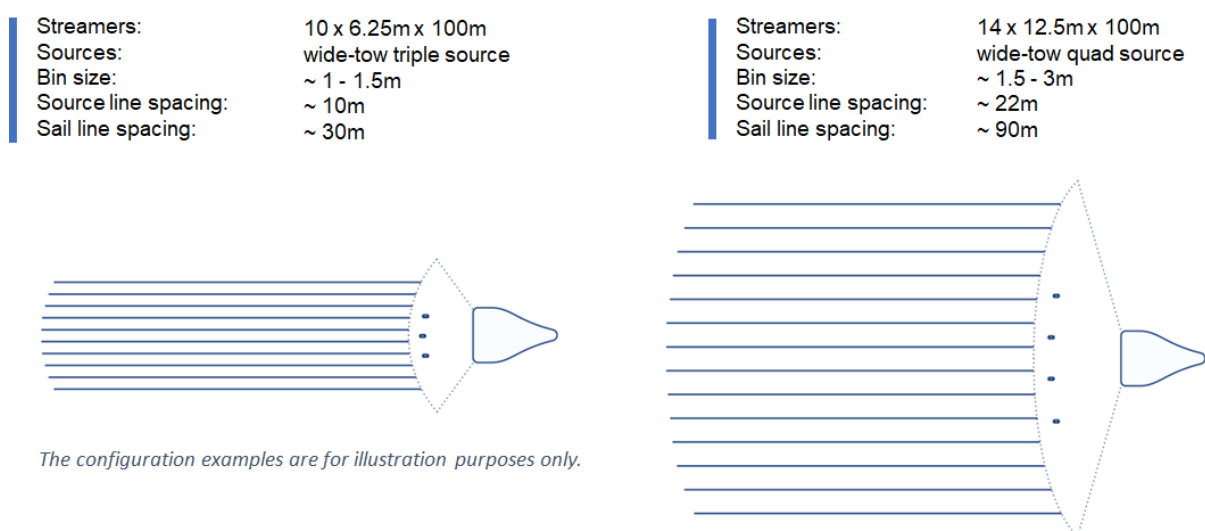 Streamers: 10 x 6.25m x 100m
Sources: wide-tow triple source
Bin size: ~ 1 - 1.5m
Source line spacing: ~ 10m
Sail line spacing: ~ 30m
Streamers: 14 x 12.5m x 100m
Sources: wide-tow quad source
Bin size: ~ 1.5 - 3m
Source line spacing: ~ 22m
Sail line spacing: ~ 90m
The configuration examples are for illustration purposes only.